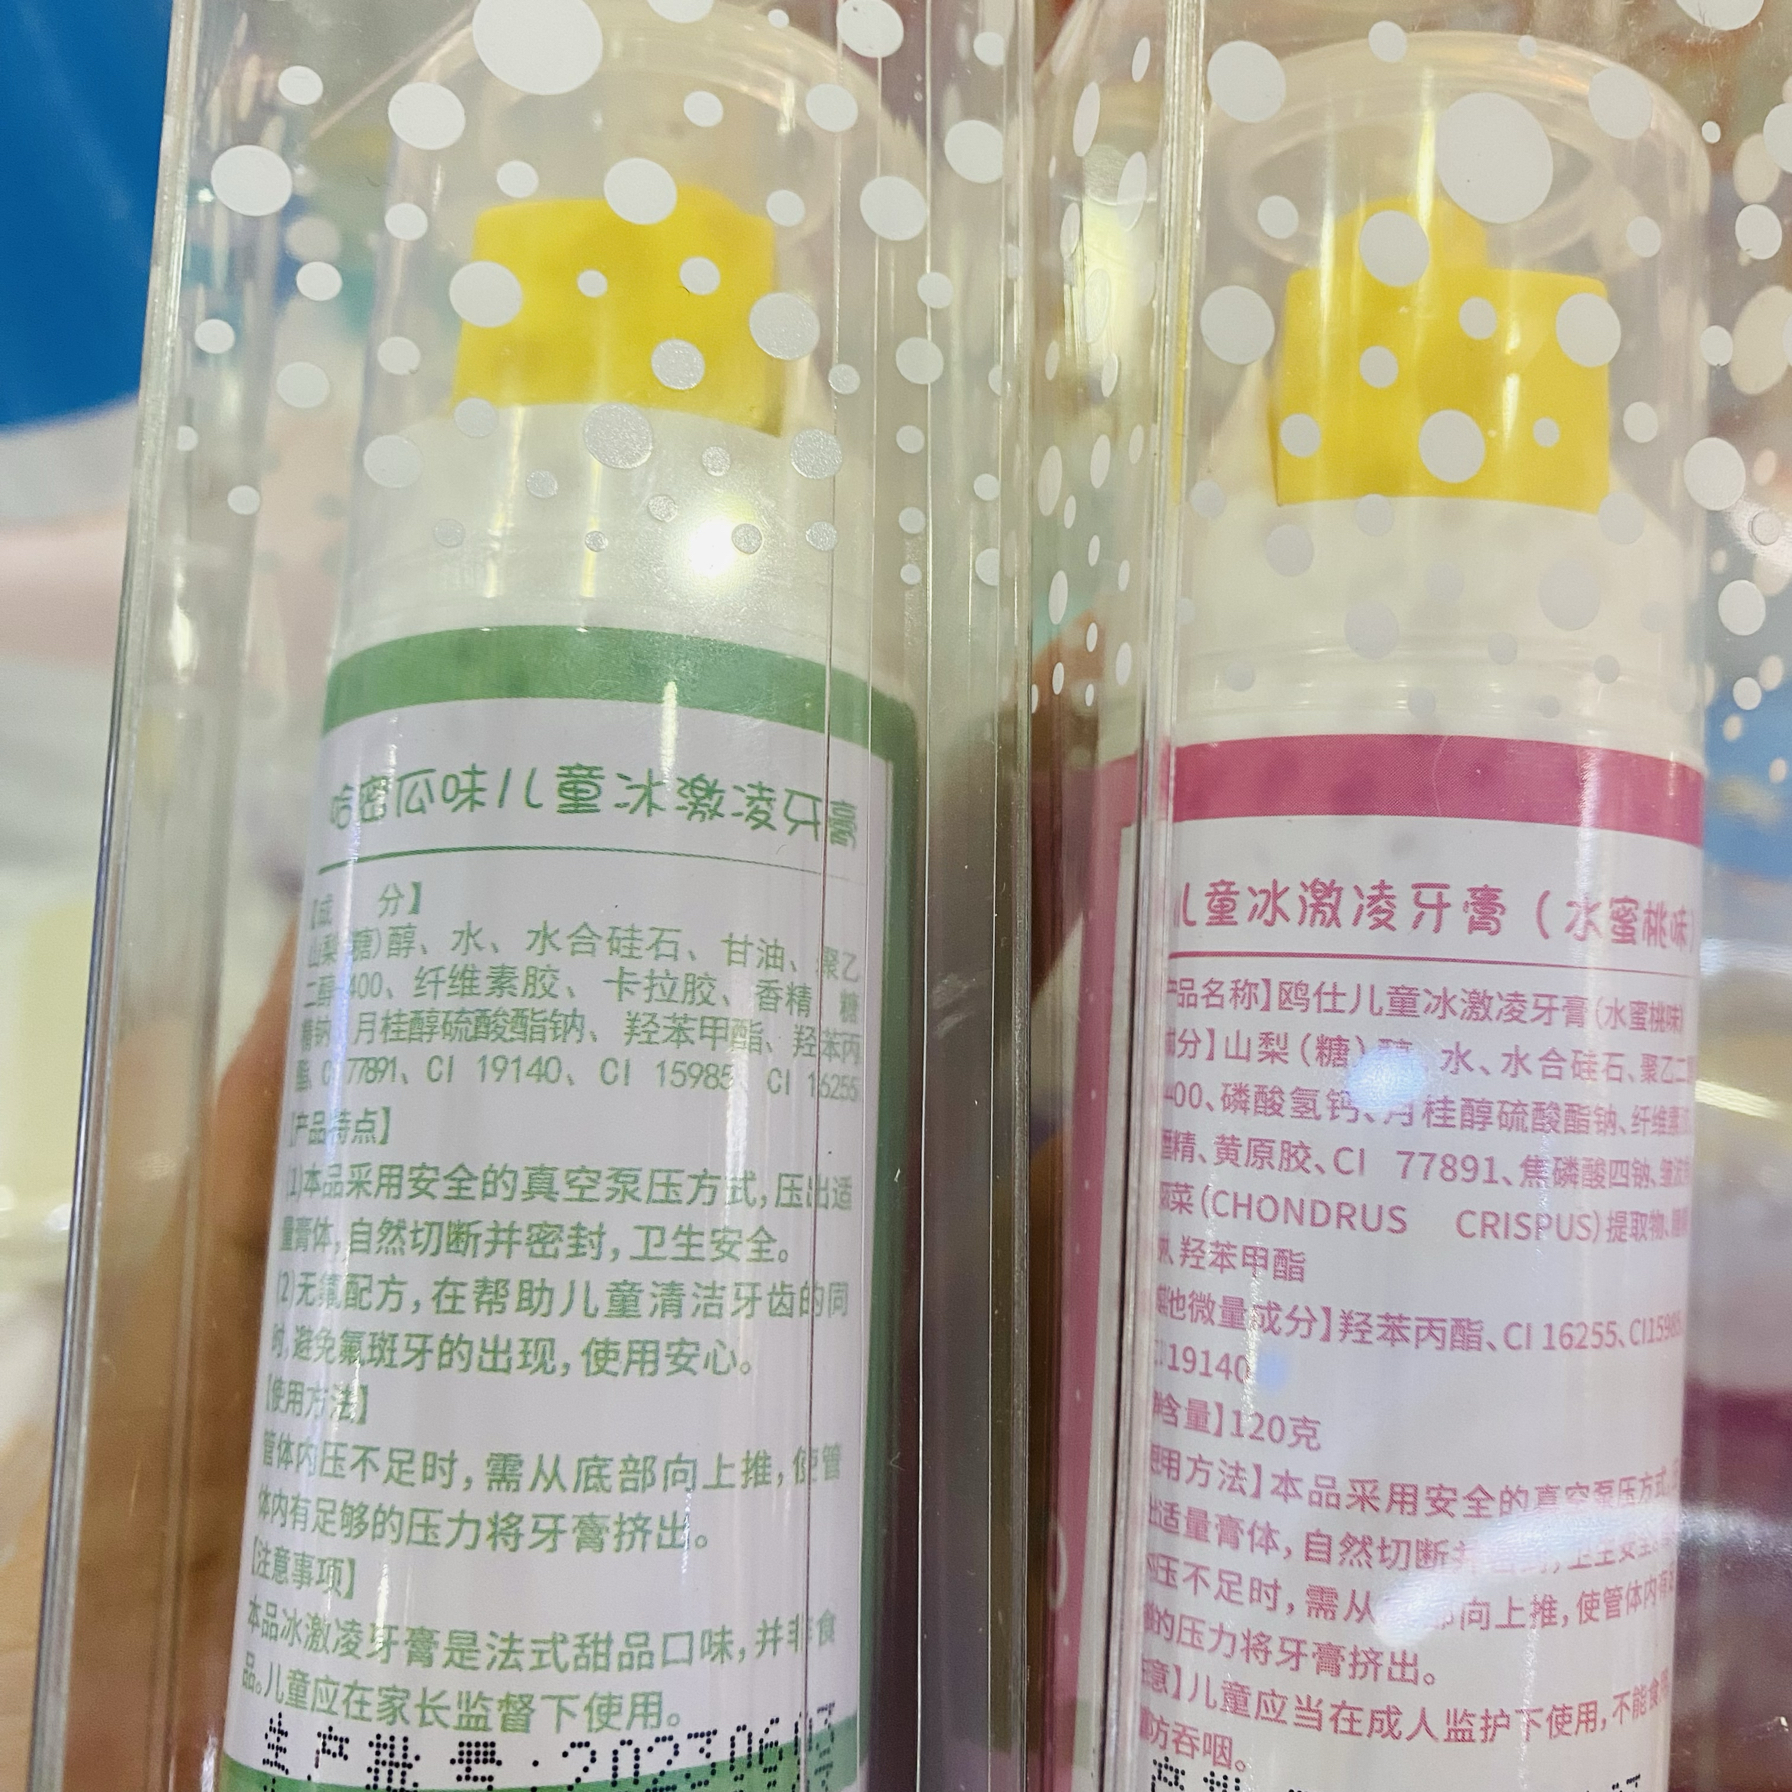 哈密瓜味儿童冰激凌牙膏
【成 分】
山梨(糖)醇、水、水合硅石、甘油、聚乙
二醇-400、纤维素胶、卡拉胶、香精、糖
精钠、月桂醇硫酸酯钠、羟苯甲酯、羟苯丙
酯、CI 77891、CI 19140、CI 15985、CI 16255
【产品特点】
(1)本品采用安全的真空泵压方式,压出适
量膏体,自然切断并密封,卫生安全。
(2)无氟配方,在帮助儿童清洁牙齿的同
时,避免氟斑牙的出现,使用安心。
【使用方法】
管体内压不足时,需从底部向上推,使管
体内有足够的压力将牙膏挤出。
【注意事项】
本品冰激凌牙膏是法式甜品口味,并非食
品。儿童应在家长监督下使用。
生产批号:20230603
儿童冰激凌牙膏(水蜜桃味)
产品名称】鸥仕儿童冰激凌牙膏(水蜜桃味)
成分】山梨(糖)醇、水、水合硅石、聚乙二
400、磷酸氢钙、月桂醇硫酸酯钠、纤维素
香精、黄原胶、CI 77891、焦磷酸四钠、皱波
菜(CHONDRUS CRISPUS)提取物、
羟苯甲酯
其他微量成分】羟苯丙酯、CI 16255、CI15985
CI19140
净含量】120克
使用方法】本品采用安全的真空泵压方式,
出适量膏体,自然切断并密封,卫生安全。
内压不足时,需从底部向上推,使管体内有
的压力将牙膏挤出。
注意】儿童应当在成人监护下使用,不能食用
防吞咽。